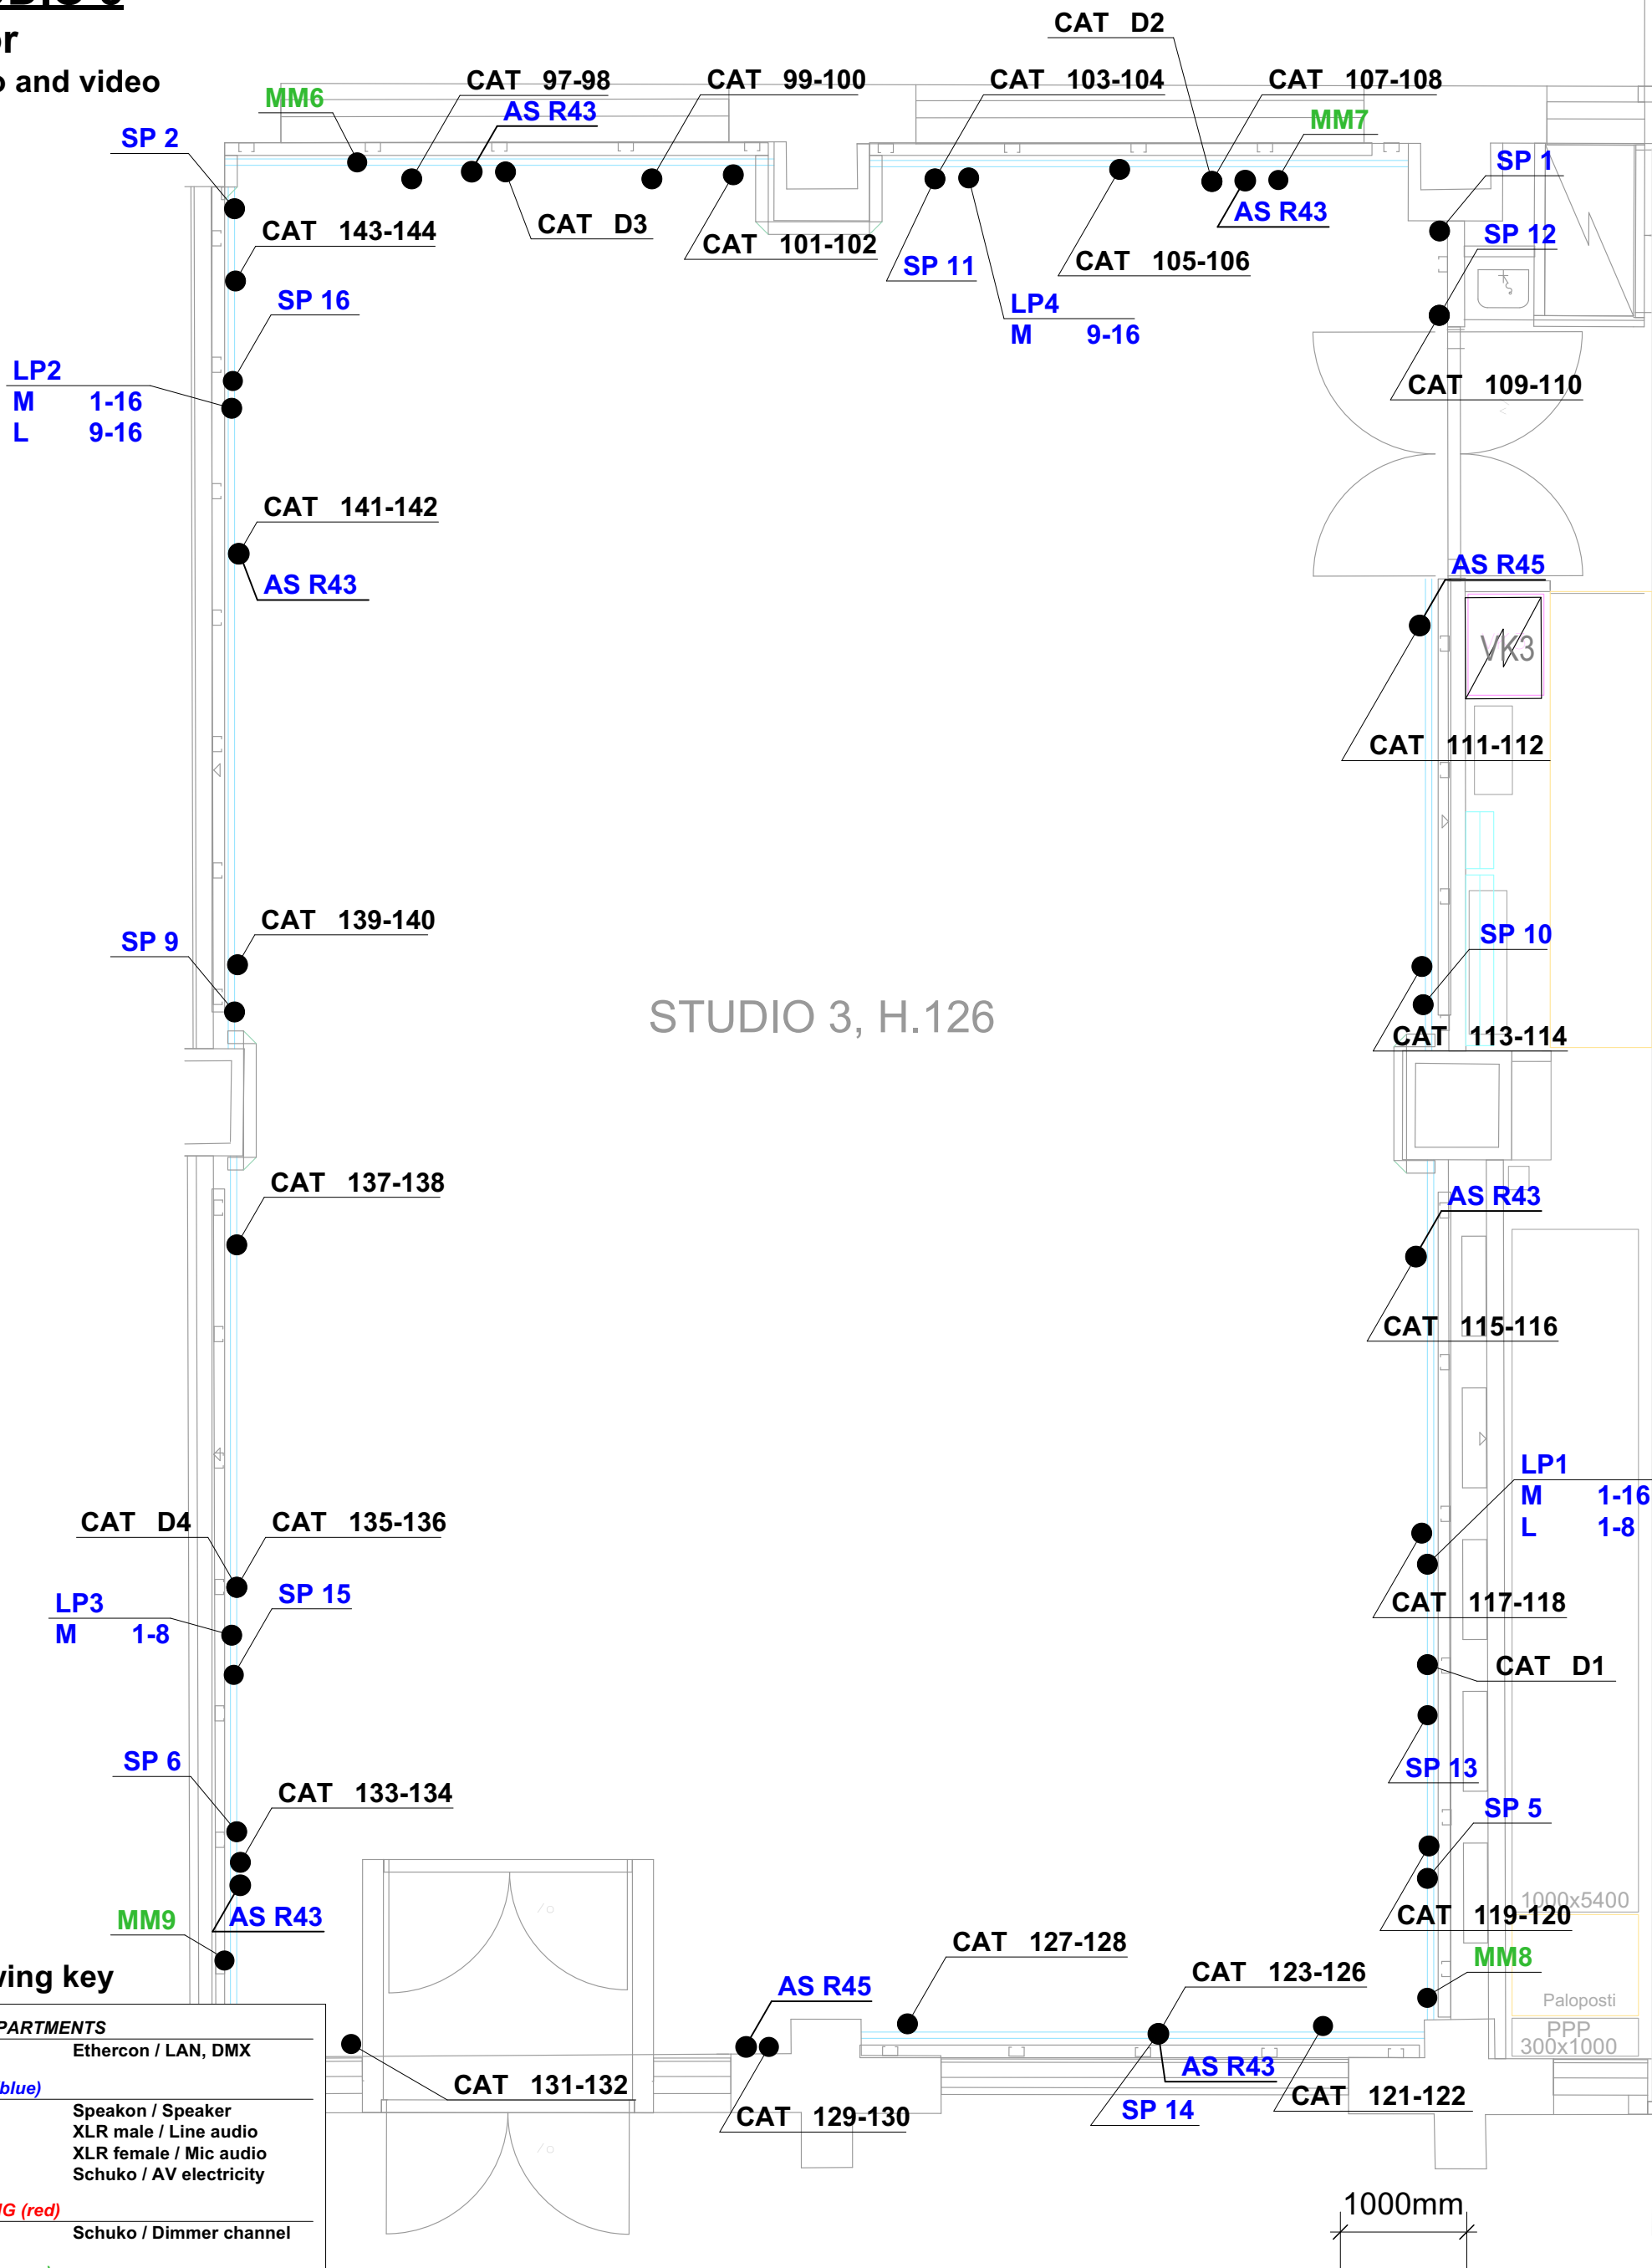 CAT D2
and video
CAT 97-98
CAT 99-100
CAT 103-104
CAT 107-108
MM6
AS R43
MM7
SP 2
SP 1
CAT 143-144
CAT D3
CAT 101-102
SP 11
CAT 105-106
AS R43
SP 12
SP 16
LP4
M 9-16
LP2
M 1-16
L 9-16
CAT 109-110
CAT 141-142
AS R43
AS R45
VK3
CAT 111-112
CAT 139-140
SP 9
SP 10
STUDIO 3, H.126
CAT 113-114
CAT 137-138
AS R43
CAT 115-116
LP1
M 1-16
L 1-8
CAT D4
CAT 135-136
LP3
M 1-8
SP 15
CAT 117-118
CAT D1
SP 6
SP 13
CAT 133-134
SP 5
1000x5400
MM9
AS R43
CAT 119-120
CAT 127-128
MM8
CAT 123-126
AS R45
Paloposti
PPP
300x1000
key
Ethercon / LAN, DMX
CAT 131-132
AS R43
CAT 121-122
SP 14
CAT 129-130
blue)
Speakon / Speaker
XLR male / Line audio
XLR female / Mic audio
Schuko / AV electricity
(red)
Schuko / Dimmer channel
1000mm